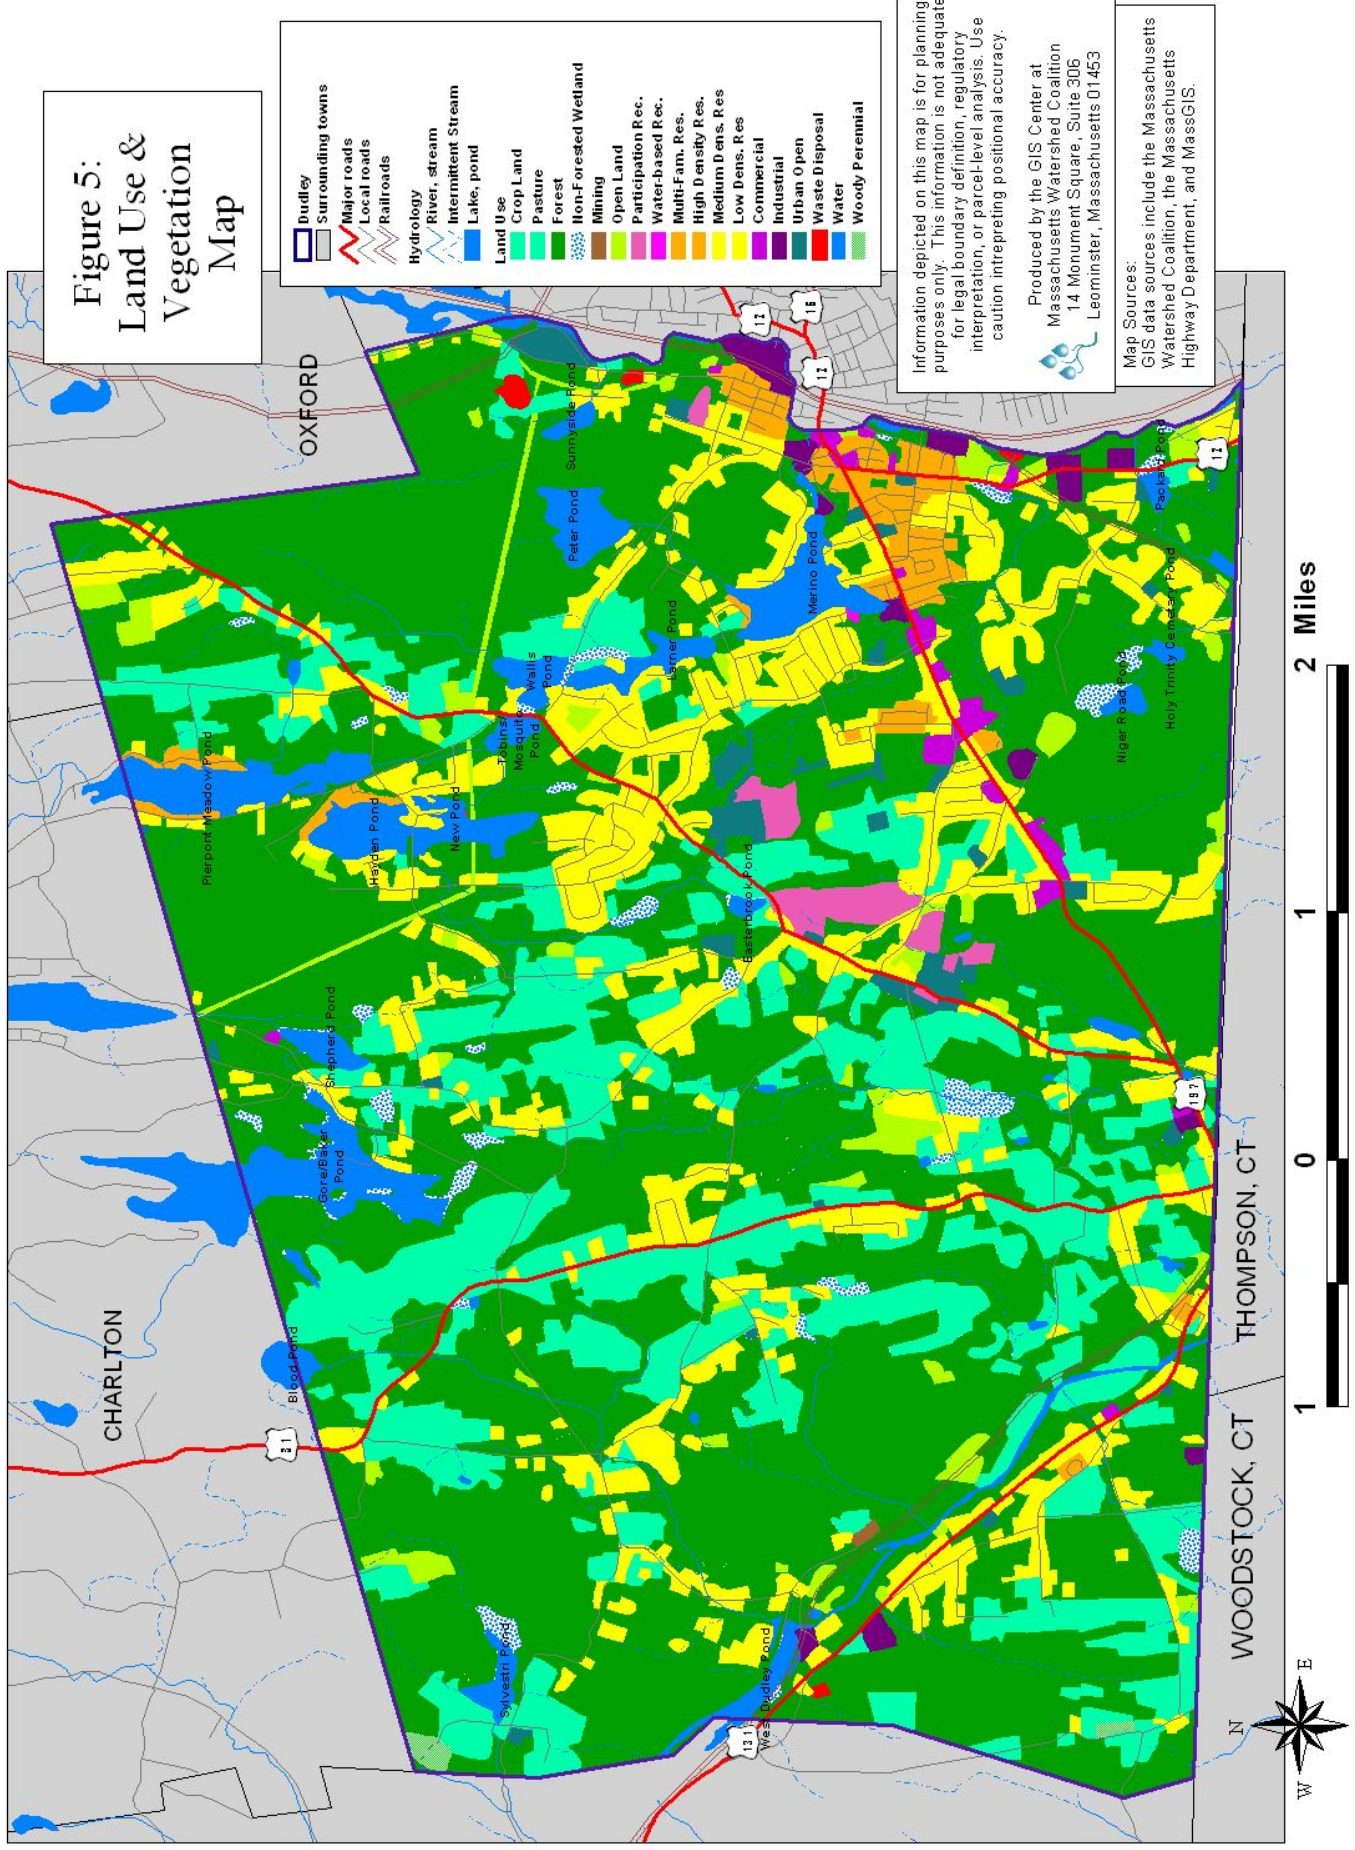 Figure 5:
Land Use &
Vegetation
Map
Dudley
Surrounding towns
Major roads
Local roads
Railroads
Hydrology
River, stream
Intermittent Stream
Lake, pond
Land Use
Crop Land
Pasture
Forest
Non-Forested Wetland
Mining
Open Land
Participation Rec.
Water-based Rec.
Multi-Fam. Res.
High Density Res.
Medium Dens. Res
Low Dens. Res
Commercial
Industrial
Urban Open
Waste Disposal
Water
Woody Perennial
Information depicted on this map is for planning
purposes only. This information is not adequate
for legal boundary definition, regulatory
interpretation, or parcel-level analysis. Use
caution intrepreting positional accuracy.
Produced by the GIS Center at
Massachusetts Watershed Coalition
14 Monument Square, Suite 306
Leominster, Massachusetts 01453
Map Sources:
GIS data sources include the Massachusetts
Watershed Coalition, the Massachusetts
Highway Department, and MassGIS.
CHARLTON
OXFORD
31
Blood Pond
Gore/Baker
Pond
Shepherd Pond
Pierpont Meadow Pond
Hayden Pond
New Pond
Tobins/
Mosquito
Pond
Wallis
Pond
Peter Pond
Sunnyside Pond
Larner Pond
Merino Pond
Easterbrook Pond
Sylvestri Pond
West Dudley Pond
131
12
16
12
Packard Pond
12
Niger Road Pond
Holy Trinity Cemetary Pond
197
WOODSTOCK, CT
THOMPSON, CT
N
W
E
1
0
1
2
Miles